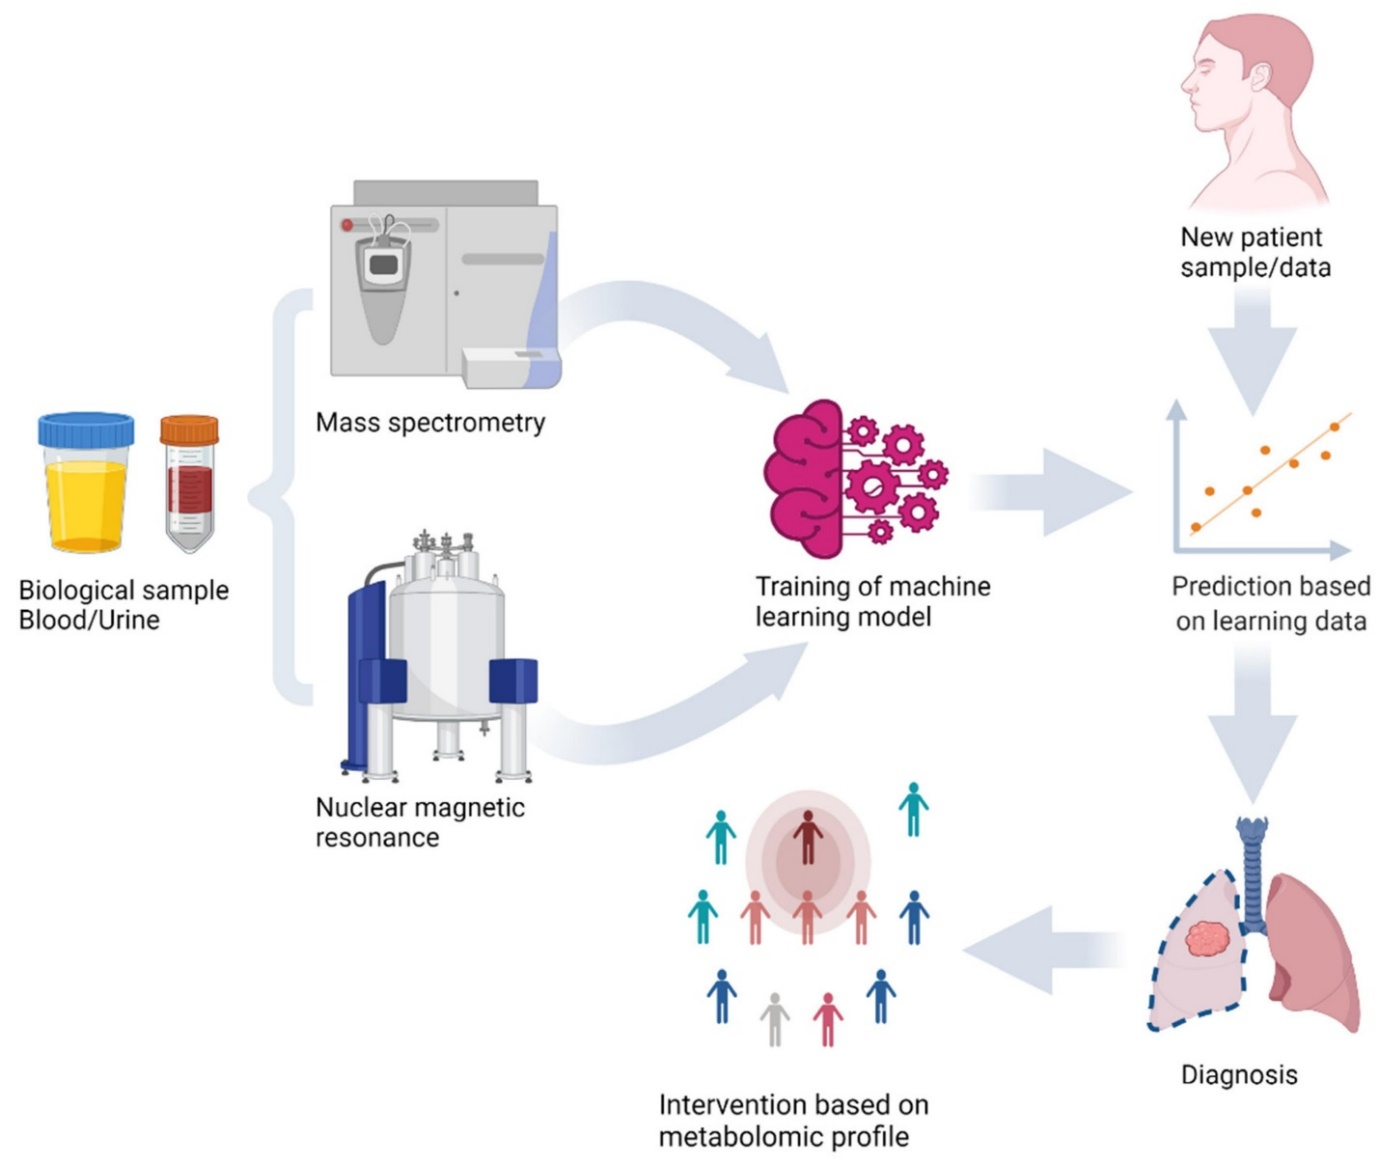 New patient
sample/data
Mass spectrometry
Biological sample
Blood/Urine
Training of machine
learning model
Prediction based
on learning data
Nuclear magnetic
resonance
Diagnosis
Intervention based on
metabolomic profile